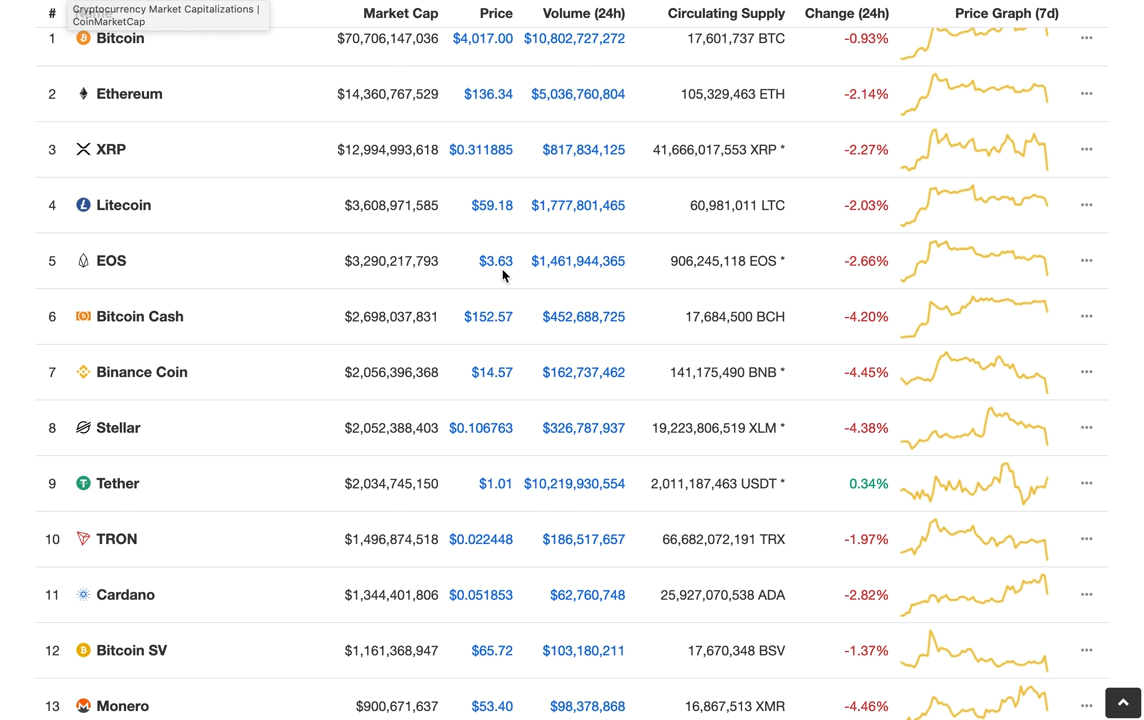 Cryptocurrency Market Capitalizations |
CoinMarketCap
# Name Market Cap Price Volume (24h) Circulating Supply Change (24h) Price Graph (7d)
1 Bitcoin $70,706,147,036 $4,017.00 $10,802,727,272 17,601,737 BTC -0.93%
2 Ethereum $14,360,767,529 $136.34 $5,036,760,804 105,329,463 ETH -2.14%
3 XRP $12,994,993,618 $0.311885 $817,834,125 41,666,017,553 XRP * -2.27%
4 Litecoin $3,608,971,585 $59.18 $1,777,801,465 60,981,011 LTC -2.03%
5 EOS $3,290,217,793 $3.63 $1,461,944,365 906,245,118 EOS * -2.66%
6 Bitcoin Cash $2,698,037,831 $152.57 $452,688,725 17,684,500 BCH -4.20%
7 Binance Coin $2,056,396,368 $14.57 $162,737,462 141,175,490 BNB * -4.45%
8 Stellar $2,052,388,403 $0.106763 $326,787,937 19,223,806,519 XLM * -4.38%
9 Tether $2,034,745,150 $1.01 $10,219,930,554 2,011,187,463 USDT * 0.34%
10 TRON $1,496,874,518 $0.022448 $186,517,657 66,682,072,191 TRX -1.97%
11 Cardano $1,344,401,806 $0.051853 $62,760,748 25,927,070,538 ADA -2.82%
12 Bitcoin SV $1,161,368,947 $65.72 $103,180,211 17,670,348 BSV -1.37%
13 Monero $900,671,637 $53.40 $98,378,868 16,867,513 XMR -4.46%